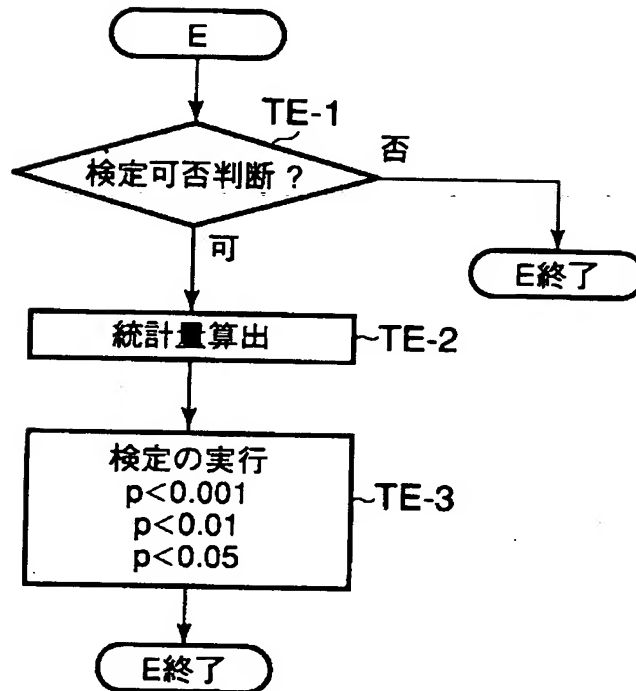 E
TE-1
検定可否判断?
否
可
E終了
統計量算出
TE-2
検定の実行
p<0.001
p<0.01
p<0.05
TE-3
E終了